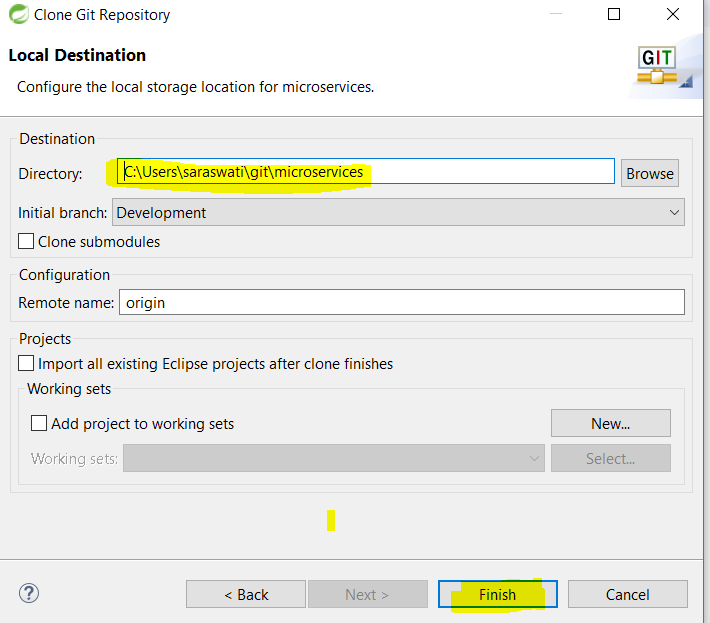 Clone Git Repository
Local Destination
Configure the local storage location for microservices.
GIT
Destination
Directory: C:\Users\saraswati\git\microservices Browse
Initial branch: Development
Clone submodules
Configuration
Remote name: origin
Projects
Import all existing Eclipse projects after clone finishes
Working sets
Add project to working sets New...
Working sets: Select...
? < Back Next > Finish Cancel